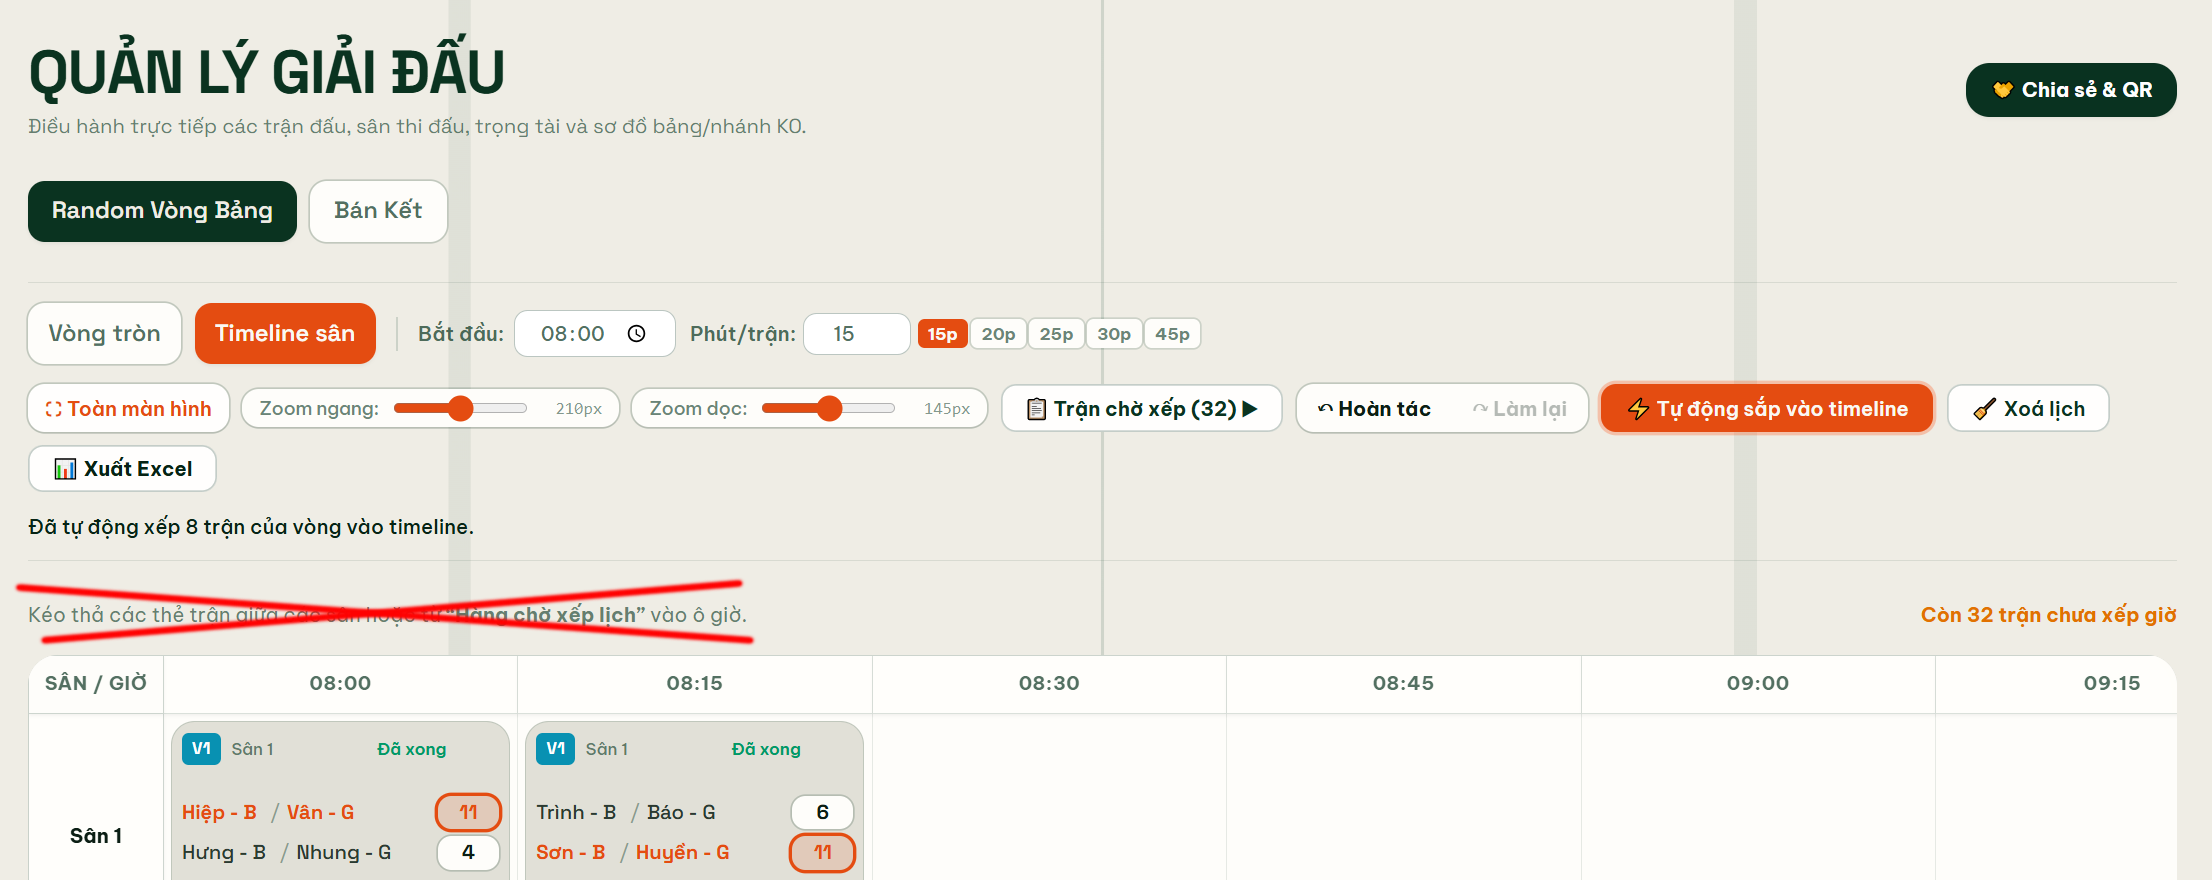 QUẢN LÝ GIẢI ĐẤU
Điều hành trực tiếp các trận đấu, sân thi đấu, trọng tài và sơ đồ bảng/nhánh KO.
Chia sẻ & QR
Random Vòng Bảng
Bán Kết
Vòng tròn
Timeline sân
Bắt đầu: 08:00
Phút/trận: 15
15p 20p 25p 30p 45p
Toàn màn hình
Zoom ngang: 210px
Zoom dọc: 145px
Trận chờ xếp (32) ▶
Hoàn tác
Làm lại
Tự động sắp vào timeline
Xoá lịch
Xuất Excel
Đã tự động xếp 8 trận của vòng vào timeline.
Kéo thả các thẻ trận giữa các sân hoặc từ “Hàng chờ xếp lịch” vào ô giờ.
Còn 32 trận chưa xếp giờ
SÂN / GIỜ 08:00 08:15 08:30 08:45 09:00 09:15
Sân 1
V1 Sân 1 Đã xong
Hiệp - B / Vân - G 11
Hưng - B / Nhung - G 4
V1 Sân 1 Đã xong
Trình - B / Báo - G 6
Sơn - B / Huyền - G 11